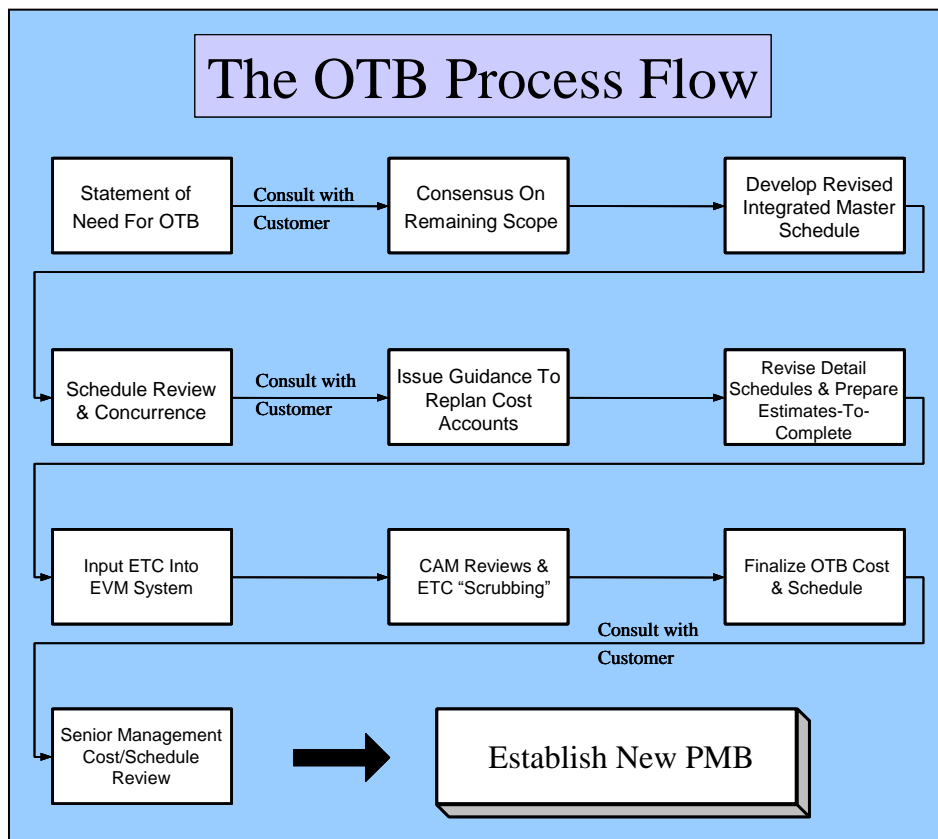 The OTB Process Flow
Statement of
Need For OTB
Consult with
Customer
Consensus On
Remaining Scope
Develop Revised
Integrated Master
Schedule
Schedule Review
& Concurrence
Consult with
Customer
Issue Guidance To
Replan Cost
Accounts
Revise Detail
Schedules & Prepare
Estimates-To-
Complete
Input ETC Into
EVM System
CAM Reviews &
ETC “Scrubbing”
Finalize OTB Cost
& Schedule
Consult with
Customer
Senior Management
Cost/Schedule
Review
Establish New PMB